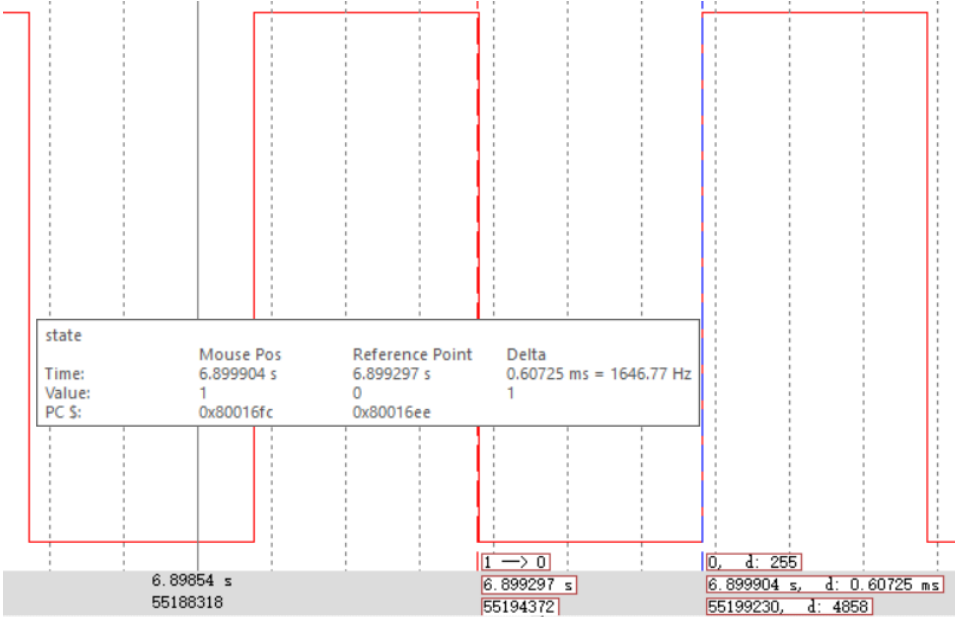 state
Mouse Pos Reference Point Delta
Time: 6.899904 s 6.899297 s 0.60725 ms = 1646.77 Hz
Value: 1 0 1
PC $: 0x80016fc 0x80016ee
1 —> 0 0, d: 255
6.89854 s 6.899297 s 6.899904 s, d: 0.60725 ms
55188318 55194372 55199230, d: 4858